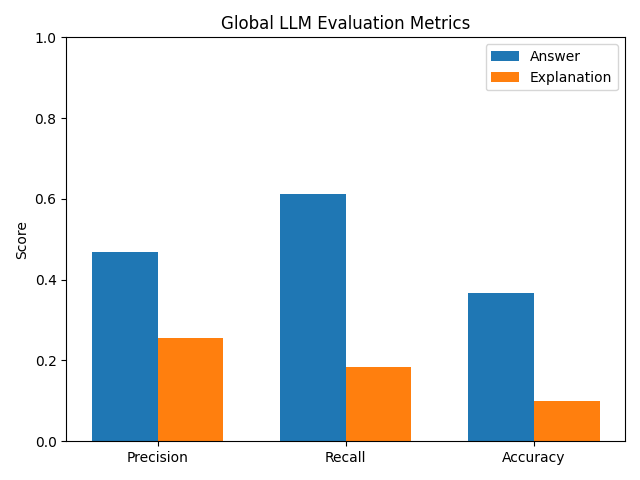 Global LLM Evaluation Metrics
Answer
Explanation
Score
1.0
0.8
0.6
0.4
0.2
0.0
Precision Recall Accuracy